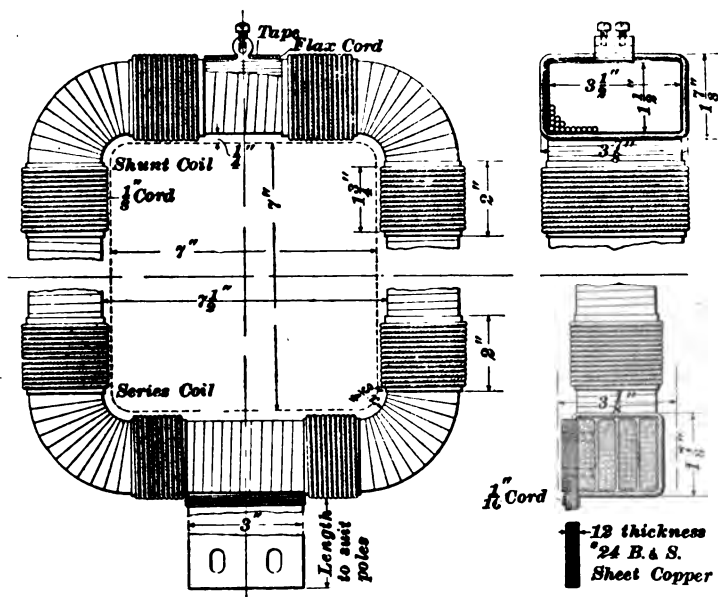 Tape
Flax Cord
3 1/2"
1 1/2"
1 7/8"
3 7/8"
1/4"
Shunt Coil
1/8" Cord
1 3/4"
2"
7"
7"
7 1/2"
2"
Series Coil
3 1/8"
1 7/8"
1/16" Cord
3"
Length
to suit
poles
12 thickness
#24 B. & S.
Sheet Copper